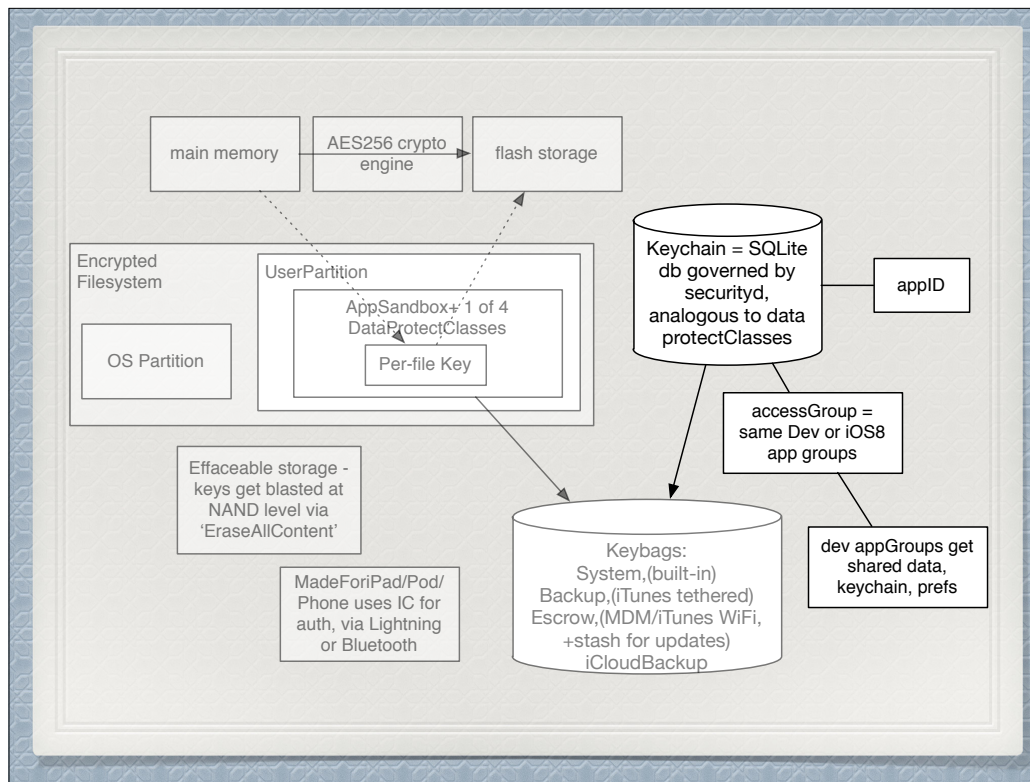 main memory
AES256 crypto
engine
flash storage
Encrypted
Filesystem
UserPartition
AppSandbox+ 1 of 4
DataProtectClasses
Per-file Key
OS Partition
Keychain = SQLite
db governed by
securityd,
analogous to data
protectClasses
appID
accessGroup =
same Dev or iOS8
app groups
dev appGroups get
shared data,
keychain, prefs
Effaceable storage -
keys get blasted at
NAND level via
‘EraseAllContent’
MadeForiPad/Pod/
Phone uses IC for
auth, via Lightning
or Bluetooth
Keybags:
System,(built-in)
Backup,(iTunes tethered)
Escrow,(MDM/iTunes WiFi,
+stash for updates)
iCloudBackup